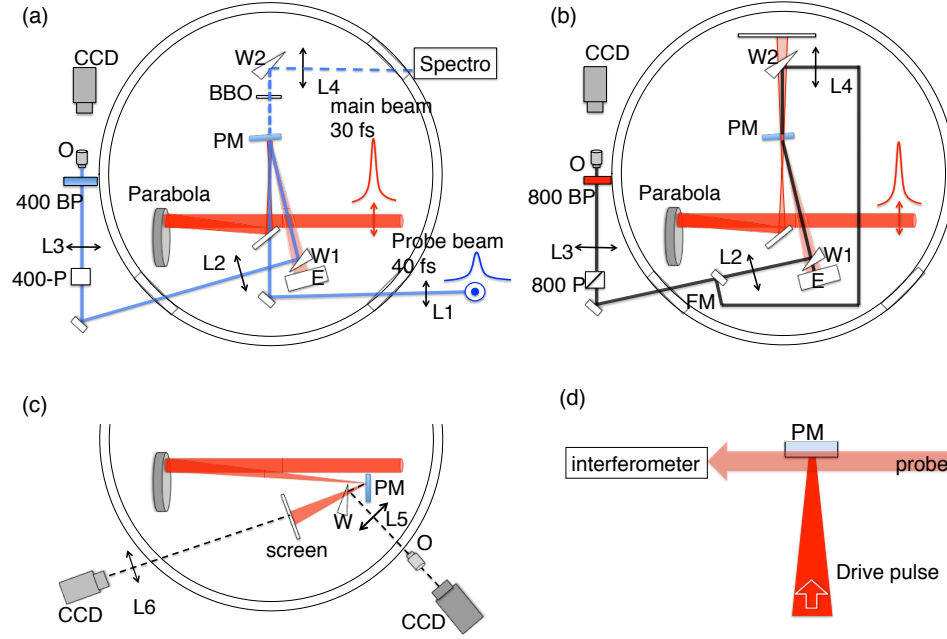 (a)
CCD
W2
L4
Spectro
BBO
main beam
30 fs
PM
O
400 BP
Parabola
L3
Probe beam
40 fs
L2
W1
E
400-P
L1
(b)
CCD
W2
L4
PM
O
800 BP
Parabola
L3
L2
W1
E
800 P
FM
(c)
PM
W
L5
screen
O
CCD
L6
CCD
(d)
PM
interferometer
probe
Drive pulse